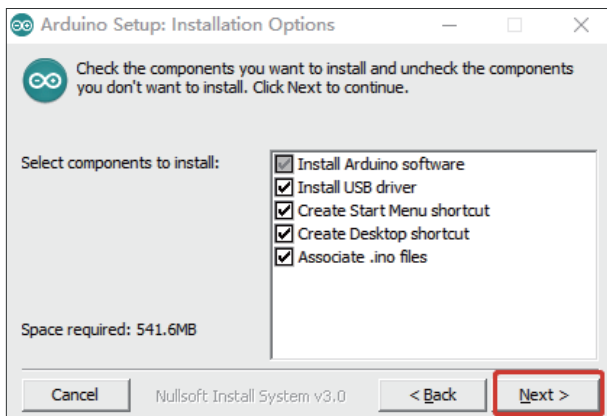 Arduino Setup: Installation Options
Check the components you want to install and uncheck the components
you don't want to install. Click Next to continue.
Select components to install:
Install Arduino software
Install USB driver
Create Start Menu shortcut
Create Desktop shortcut
Associate .ino files
Space required: 541.6MB
Cancel
Nullsoft Install System v3.0
< Back
Next >